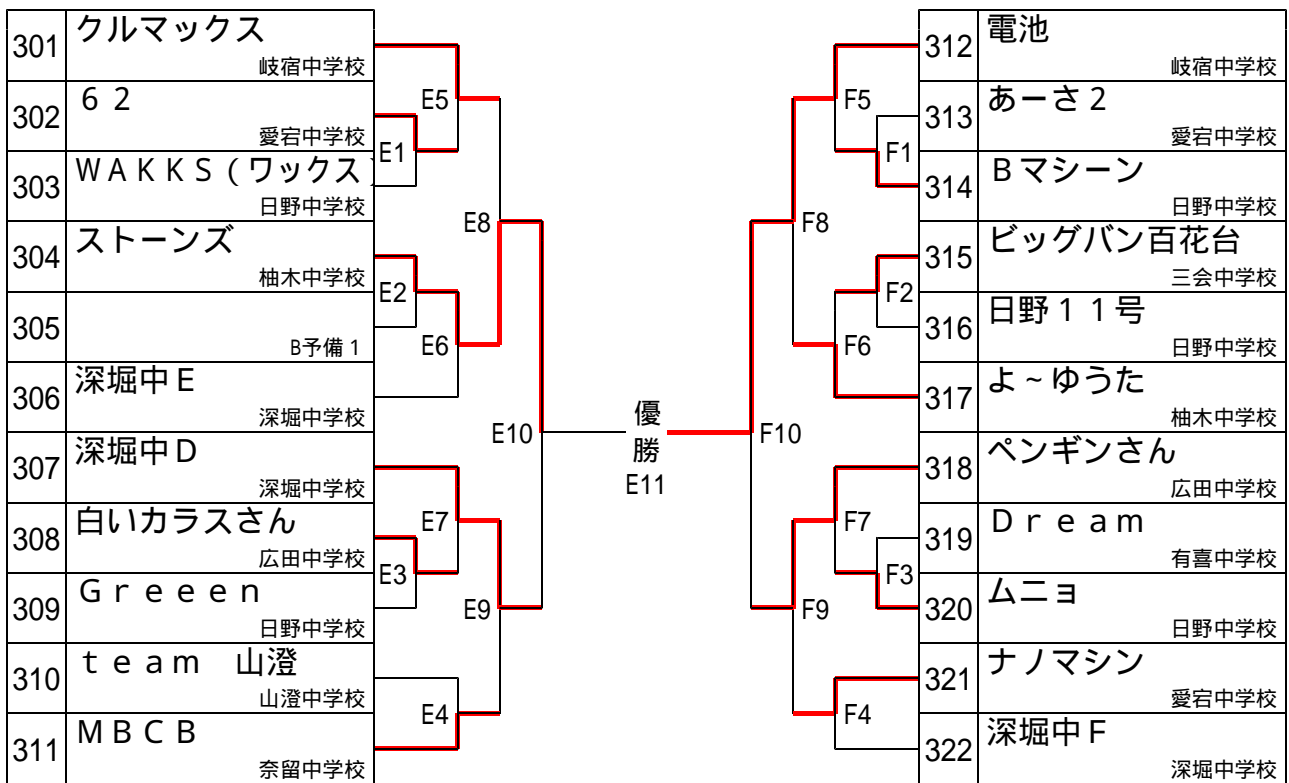 301 クルマックス
岐宿中学校
302 ６２
愛宕中学校
303 ＷＡＫＫＳ（ワックス）
日野中学校
304 ストーンズ
柚木中学校
305
B予備１
306 深堀中Ｅ
深堀中学校
307 深堀中Ｄ
深堀中学校
308 白いカラスさん
広田中学校
309 Ｇｒｅｅｅｎ
日野中学校
310 ｔｅａｍ　山澄
山澄中学校
311 ＭＢＣＢ
奈留中学校
E1
E2
E3
E4
E5
E6
E7
E8
E9
E10
優
勝
E11
F10
F8
F9
F5
F6
F7
F1
F2
F3
F4
312 電池
岐宿中学校
313 あーさ２
愛宕中学校
314 Ｂマシーン
日野中学校
315 ビッグバン百花台
三会中学校
316 日野１１号
日野中学校
317 よ～ゆうた
柚木中学校
318 ペンギンさん
広田中学校
319 Ｄｒｅａｍ
有喜中学校
320 ムニョ
日野中学校
321 ナノマシン
愛宕中学校
322 深堀中Ｆ
深堀中学校